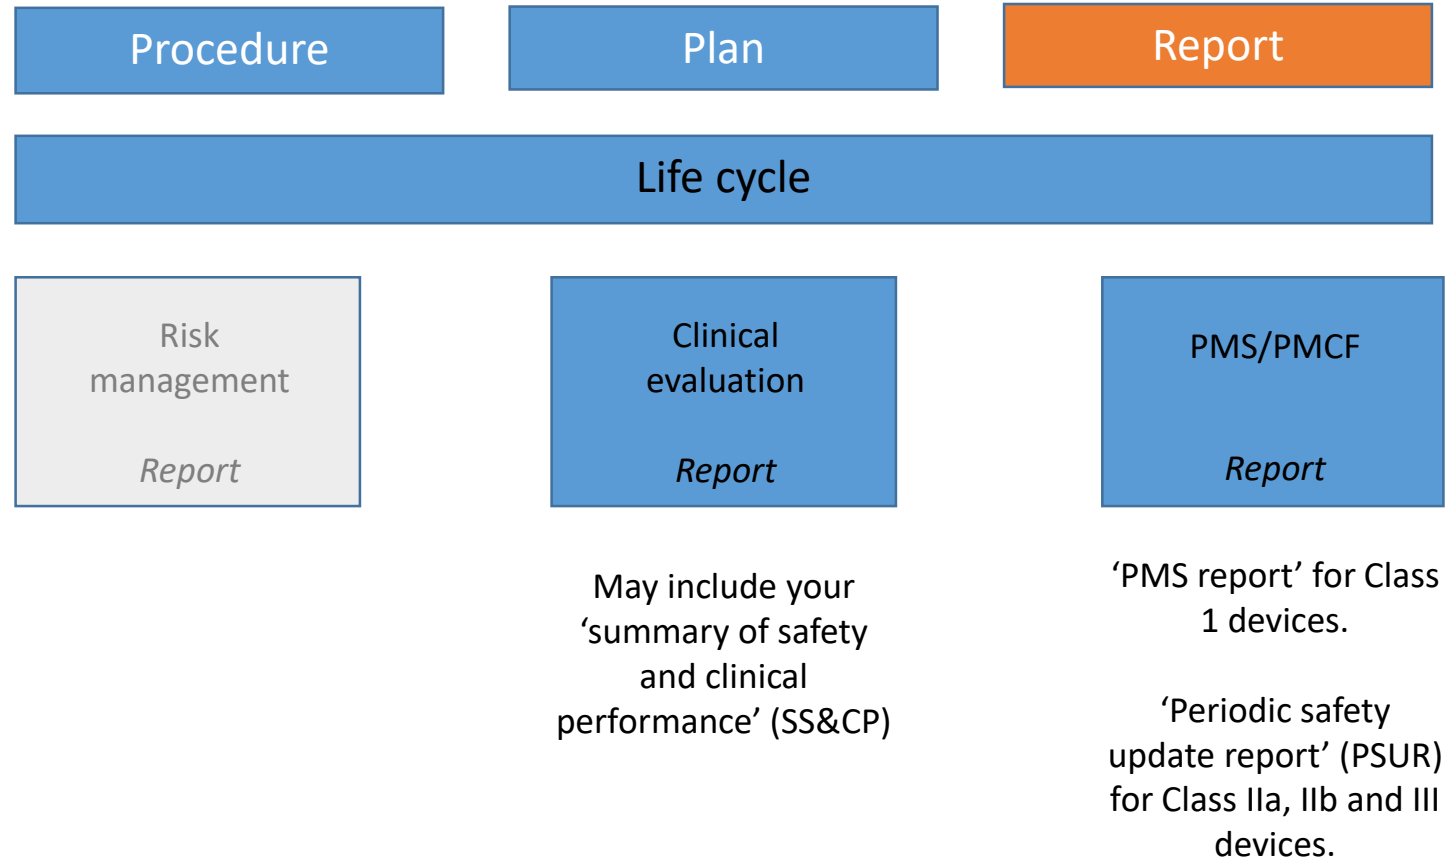 Procedure
Plan
Report
Life cycle
Risk
management
Report
Clinical
evaluation
Report
PMS/PMCF
Report
May include your
‘summary of safety
and clinical
performance’ (SS&CP)
‘PMS report’ for Class
1 devices.
‘Periodic safety
update report’ (PSUR)
for Class IIa, IIb and III
devices.